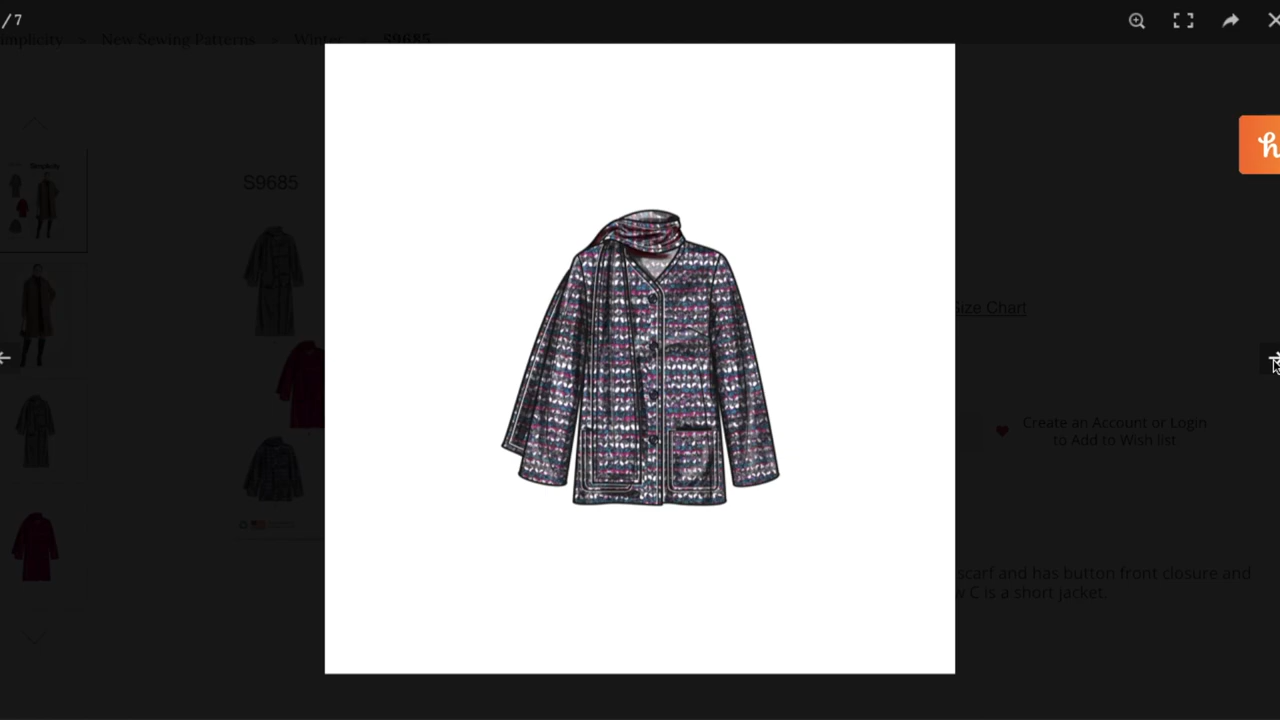 / 7
implicity > New Sewing Patterns > Winter > S9685
S9685
Size Chart
Create an Account or Login
to Add to Wish list
scarf and has button front closure and
w C is a short jacket.